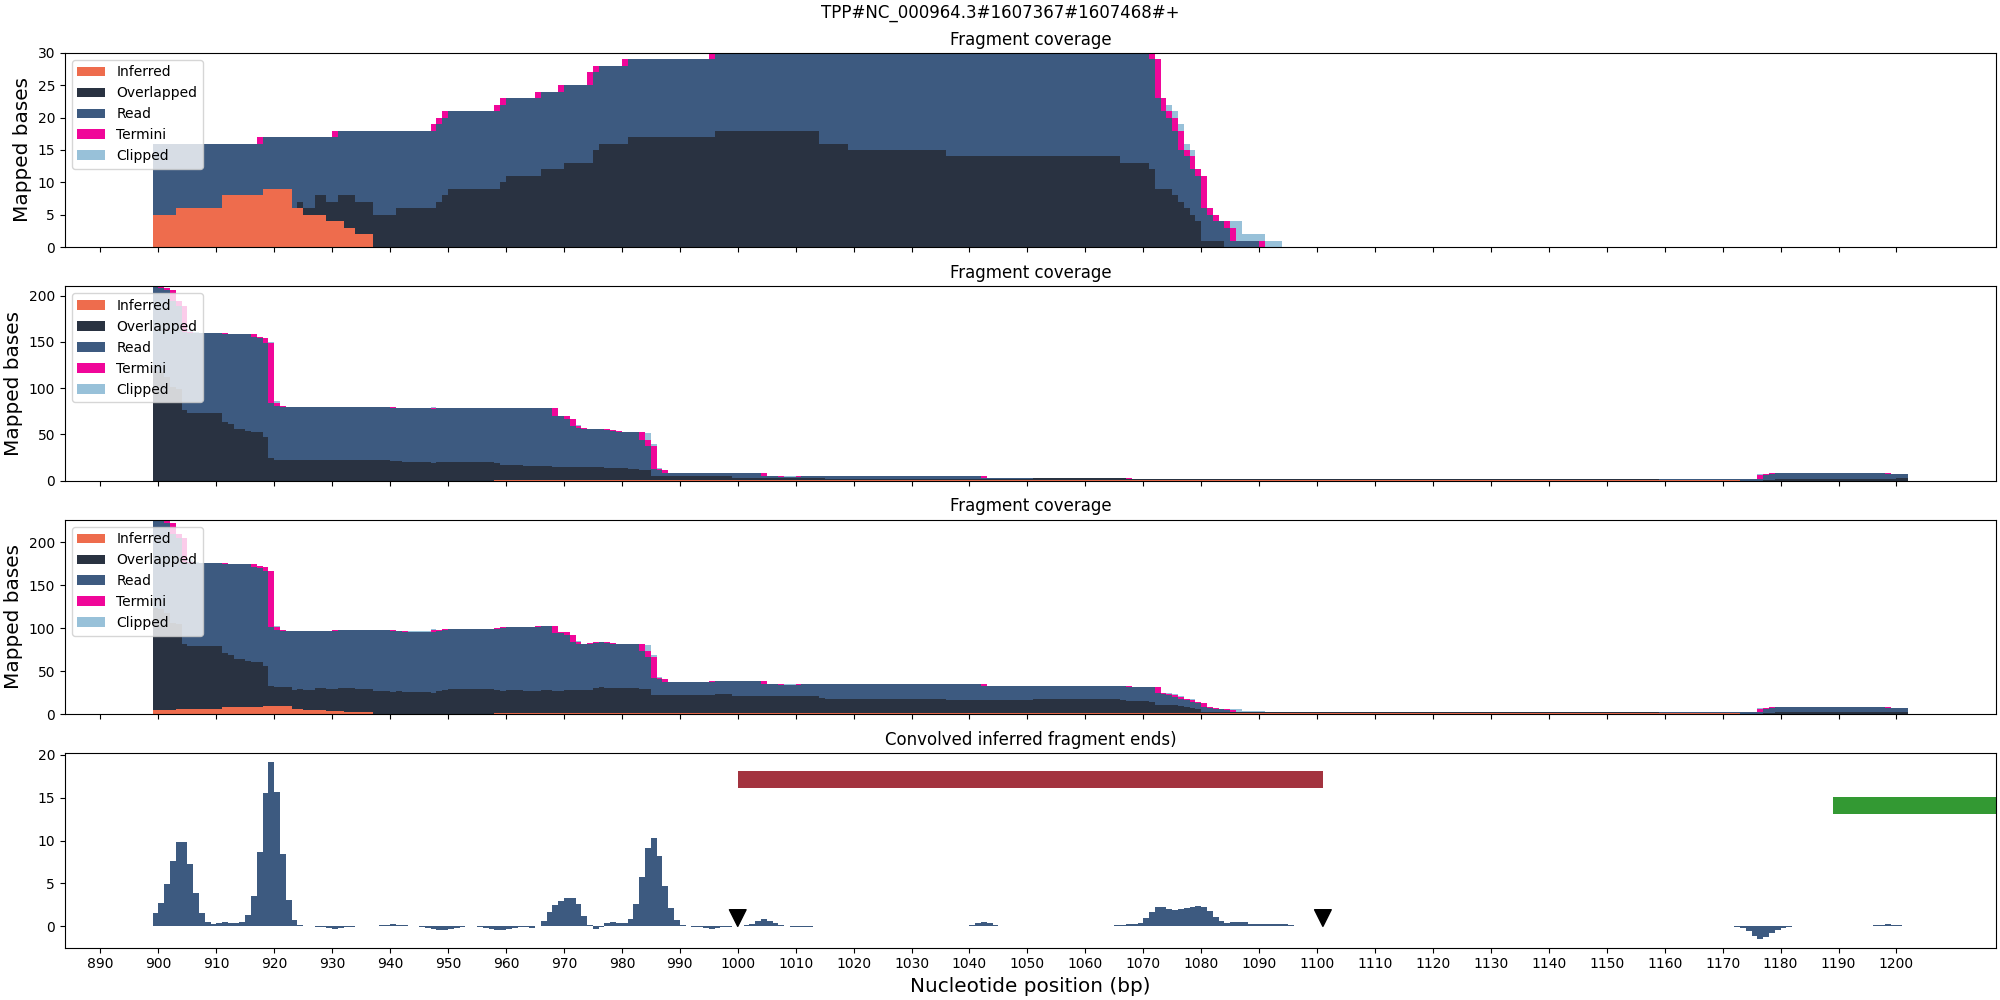 TPP#NC_000964.3#1607367#1607468#+
Fragment coverage
Mapped bases
30
25
20
15
10
5
0
Inferred
Overlapped
Read
Termini
Clipped
Fragment coverage
Mapped bases
200
150
100
50
0
Inferred
Overlapped
Read
Termini
Clipped
Fragment coverage
Mapped bases
200
150
100
50
0
Inferred
Overlapped
Read
Termini
Clipped
Convolved inferred fragment ends)
20
15
10
5
0
890 900 910 920 930 940 950 960 970 980 990 1000 1010 1020 1030 1040 1050 1060 1070 1080 1090 1100 1110 1120 1130 1140 1150 1160 1170 1180 1190 1200
Nucleotide position (bp)